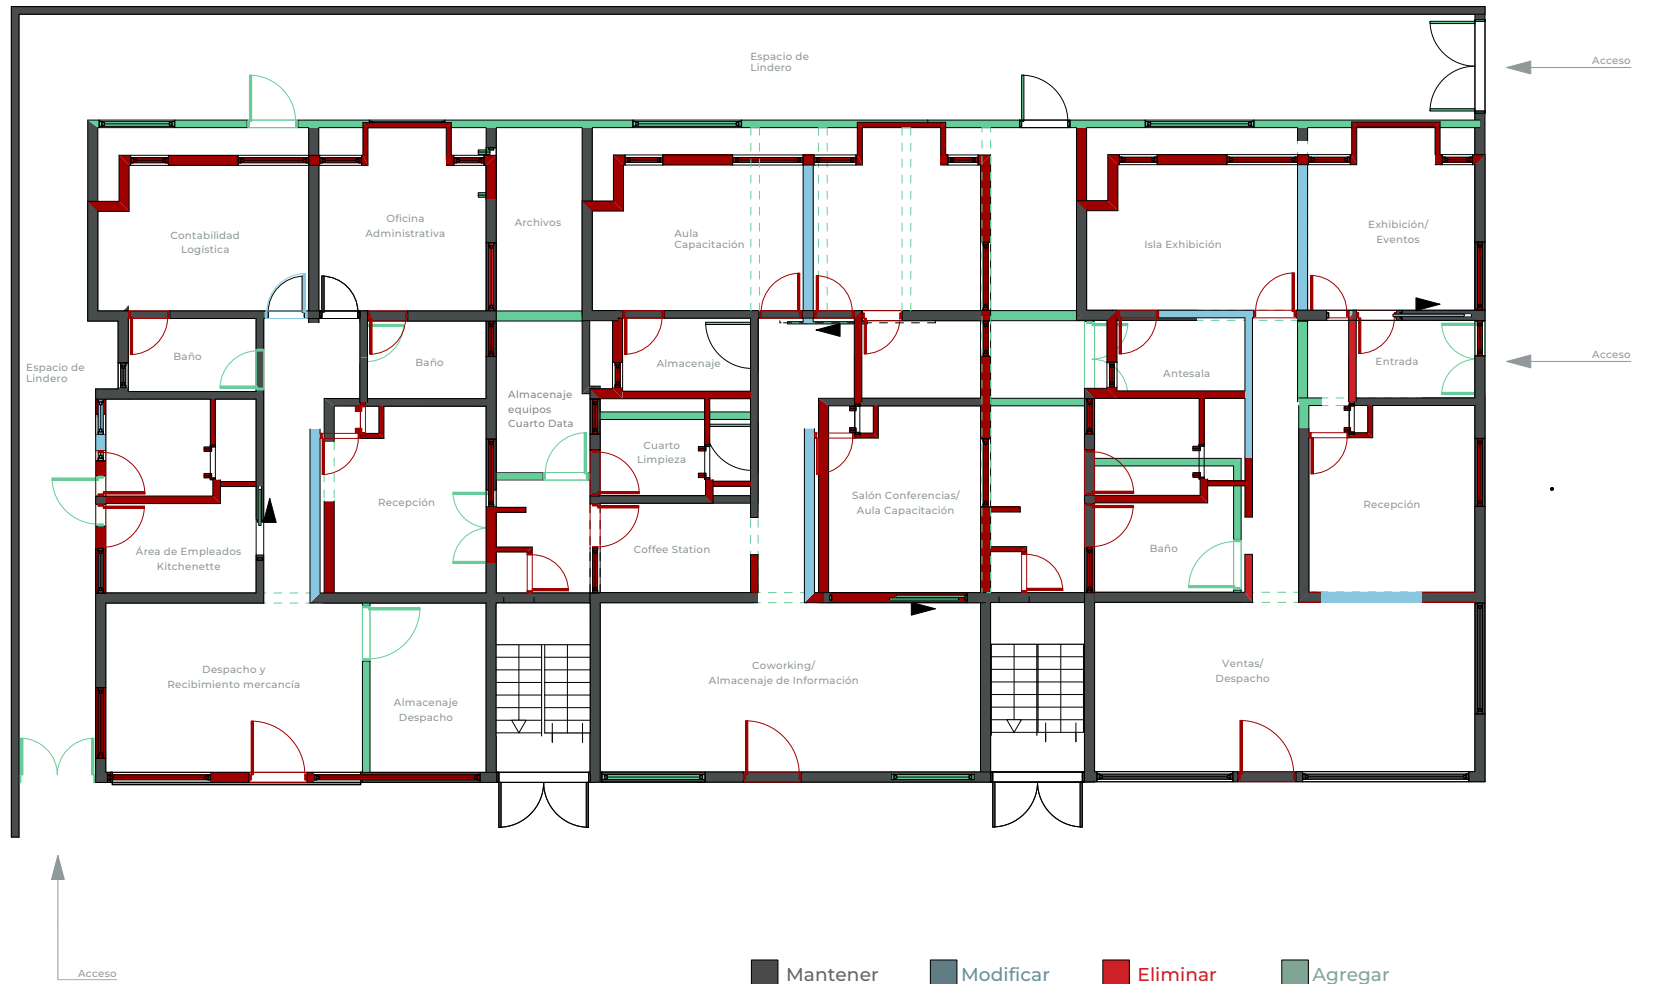 Espacio de
Lindero
Acceso
Oficina
Administrativa
Archivos
Contabilidad
Logística
Aula
Capacitación
Isla Exhibición
Exhibición/
Eventos
Acceso
Espacio de
Lindero
Baño
Baño
Almacenaje
Antesala
Entrada
Almacenaje
equipos
Cuarto Data
Cuarto
Limpieza
Recepción
Salón Conferencias/
Aula Capacitación
Recepción
Área de Empleados
Kitchenette
Coffee Station
Baño
Despacho y
Recibimiento mercancía
Almacenaje
Despacho
Coworking/
Almacenaje de Información
Ventas/
Despacho
Acceso
Mantener
Modificar
Eliminar
Agregar